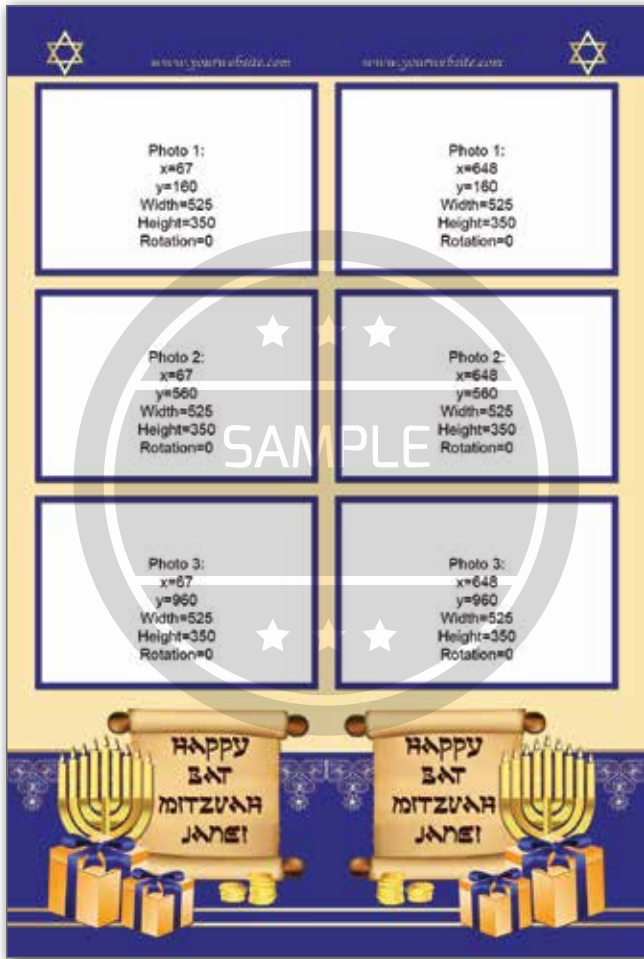 www.yourwebsite.com
www.yourwebsite.com
Photo 1:
x=67
y=160
Width=525
Height=350
Rotation=0
Photo 1:
x=648
y=160
Width=525
Height=350
Rotation=0
Photo 2:
x=67
y=560
Width=525
Height=350
Rotation=0
Photo 2:
x=648
y=560
Width=525
Height=350
Rotation=0
SAMPLE
Photo 3:
x=67
y=960
Width=525
Height=350
Rotation=0
Photo 3:
x=648
y=960
Width=525
Height=350
Rotation=0
HAPPY
BAT
MITZVAH
JANE!
HAPPY
BAT
MITZVAH
JANE!